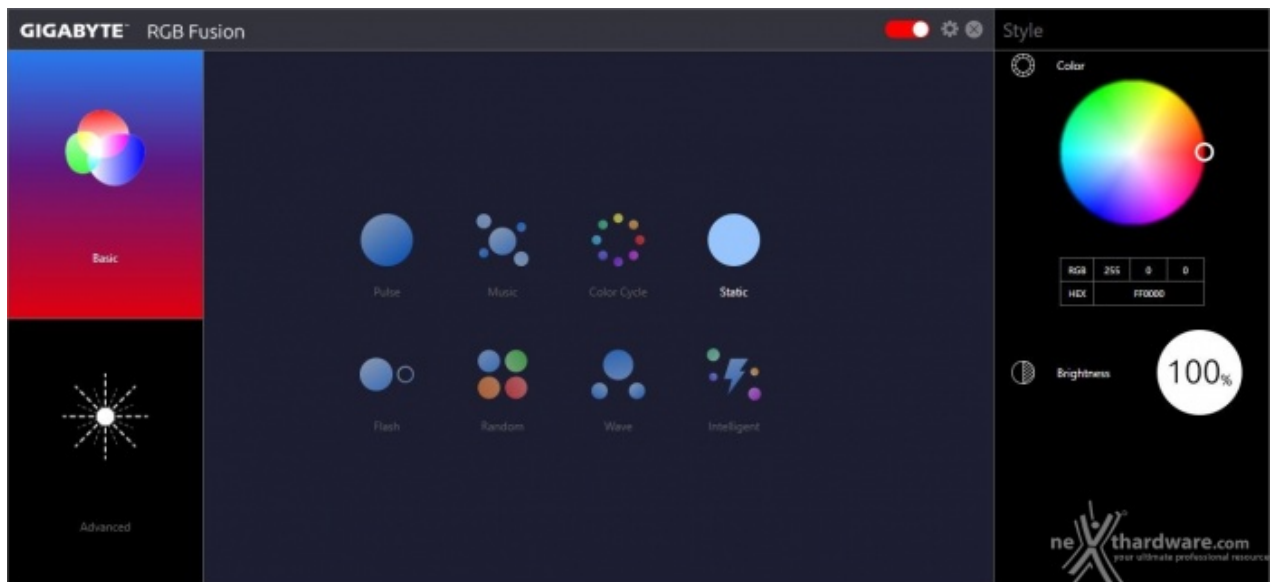 GIGABYTE™ RGB Fusion
Style
Color
RGB 255 0 0
HEX FF0000
Brightness 100%
Basic
Advanced
Pulse Music Color Cycle Static
Flash Random Wave Intelligent
nexthardware.com
your ultimate professional resource